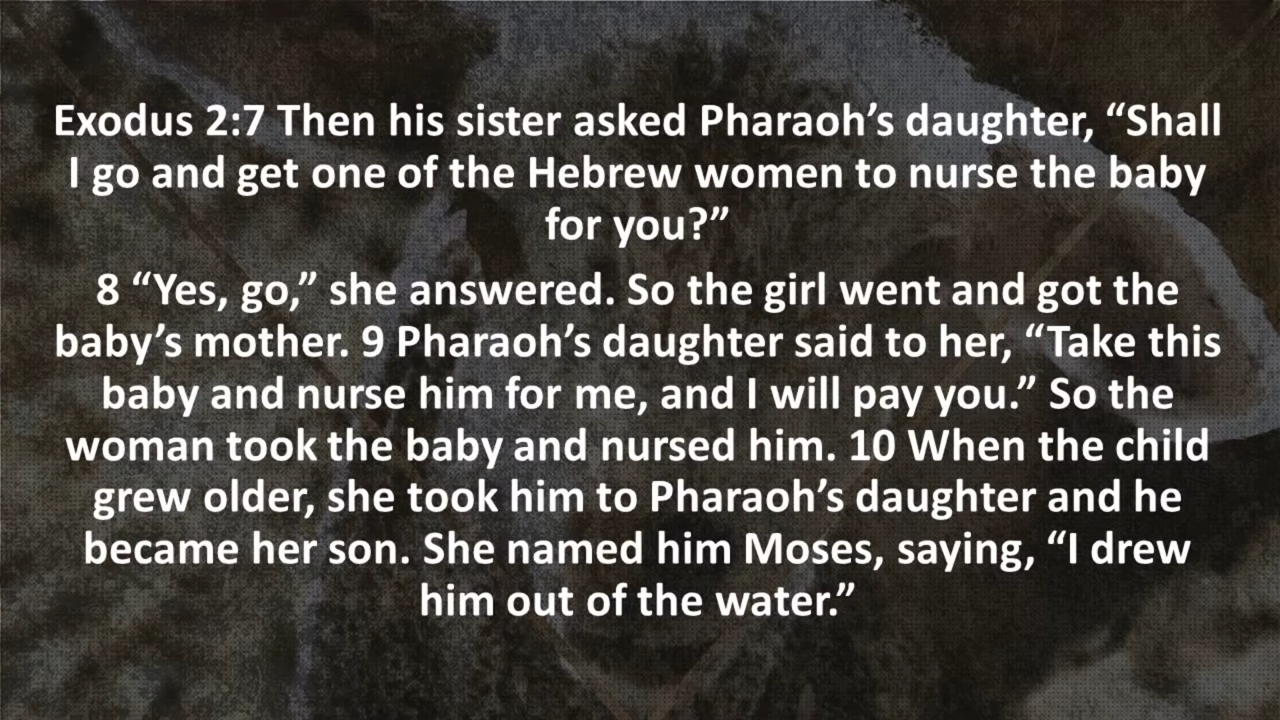 Exodus 2:7 Then his sister asked Pharaoh’s daughter, “Shall
I go and get one of the Hebrew women to nurse the baby
for you?”
8 “Yes, go,” she answered. So the girl went and got the
baby’s mother. 9 Pharaoh’s daughter said to her, “Take this
baby and nurse him for me, and I will pay you.” So the
woman took the baby and nursed him. 10 When the child
grew older, she took him to Pharaoh’s daughter and he
became her son. She named him Moses, saying, “I drew
him out of the water.”